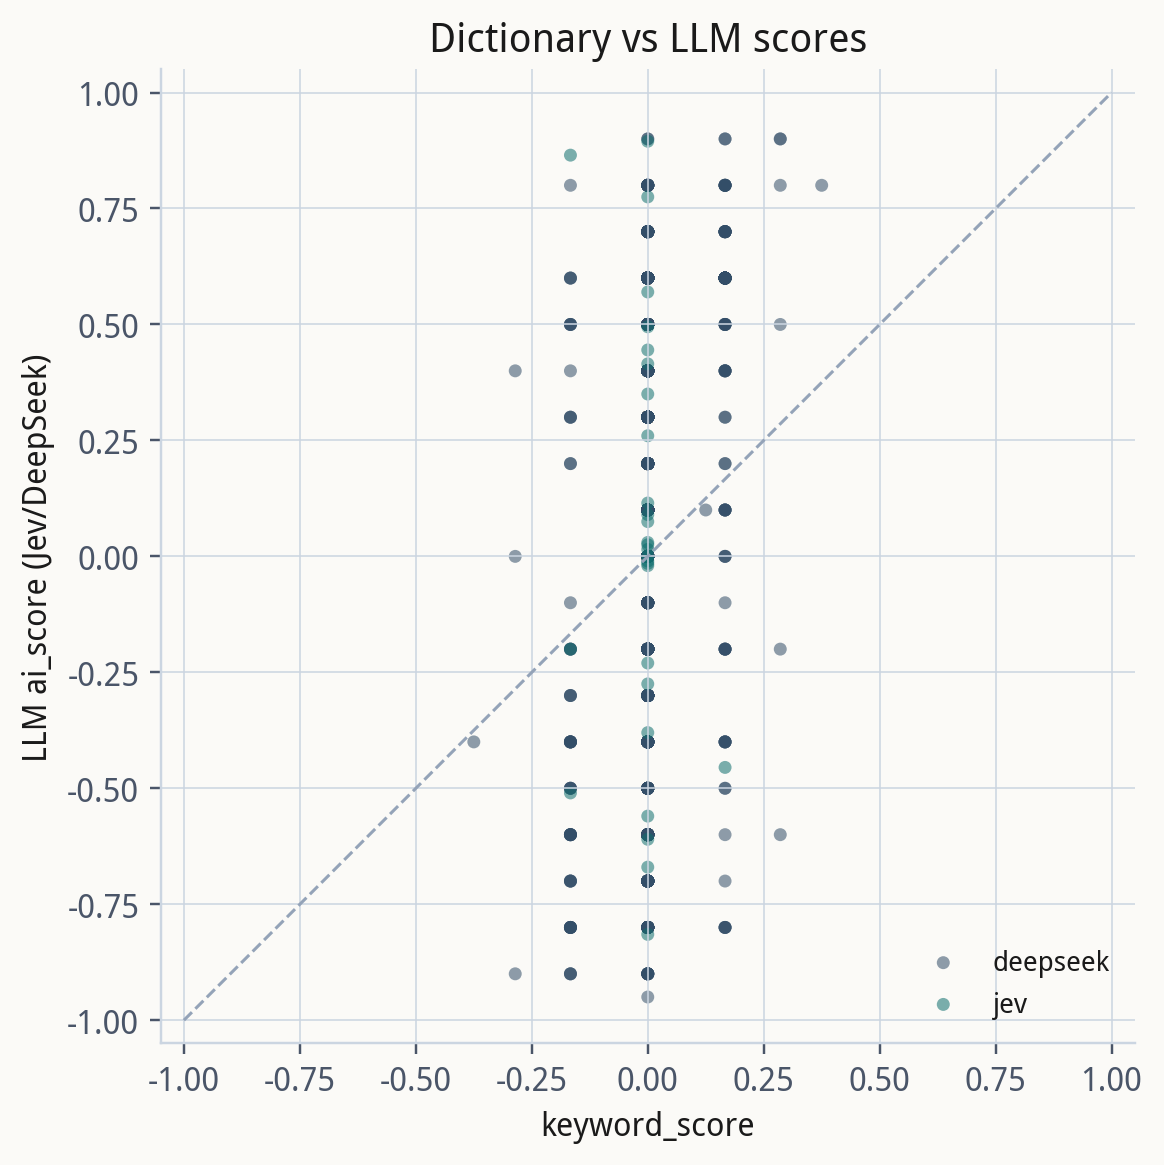 Dictionary vs LLM scores
LLM ai_score (Jev/DeepSeek)
1.00
0.75
0.50
0.25
0.00
-0.25
-0.50
-0.75
-1.00
deepseek
jev
-1.00 -0.75 -0.50 -0.25 0.00 0.25 0.50 0.75 1.00
keyword_score